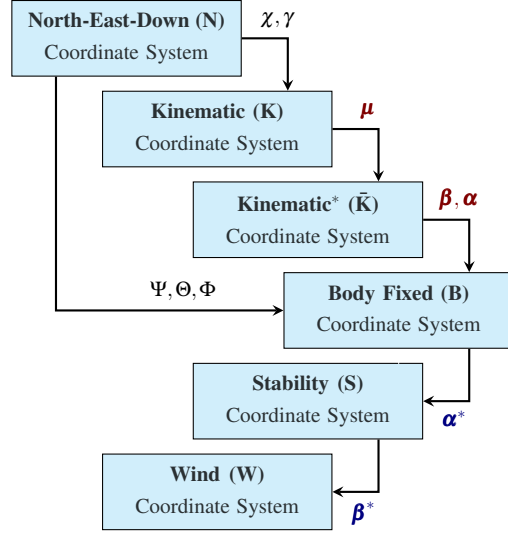 North-East-Down (N)
Coordinate System
χ, γ
Kinematic (K)
Coordinate System
μ
Kinematic* (K̄)
Coordinate System
β, α
Ψ, Θ, Φ
Body Fixed (B)
Coordinate System
Stability (S)
Coordinate System
α*
Wind (W)
Coordinate System
β*